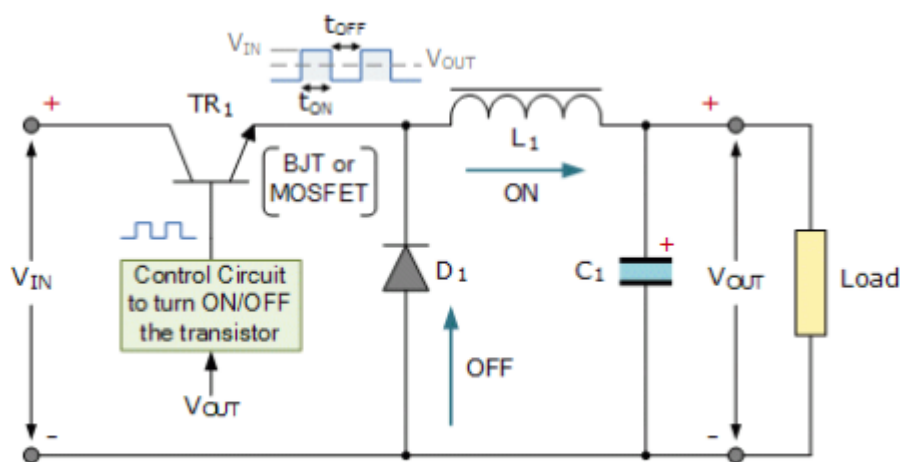 tOFF
VIN
VOUT
tON
+
TR1
+
L1
BJT or
MOSFET
ON
+
VIN
Control Circuit
to turn ON/OFF
the transistor
D1
C1
VOUT
Load
OFF
VOUT
-
-